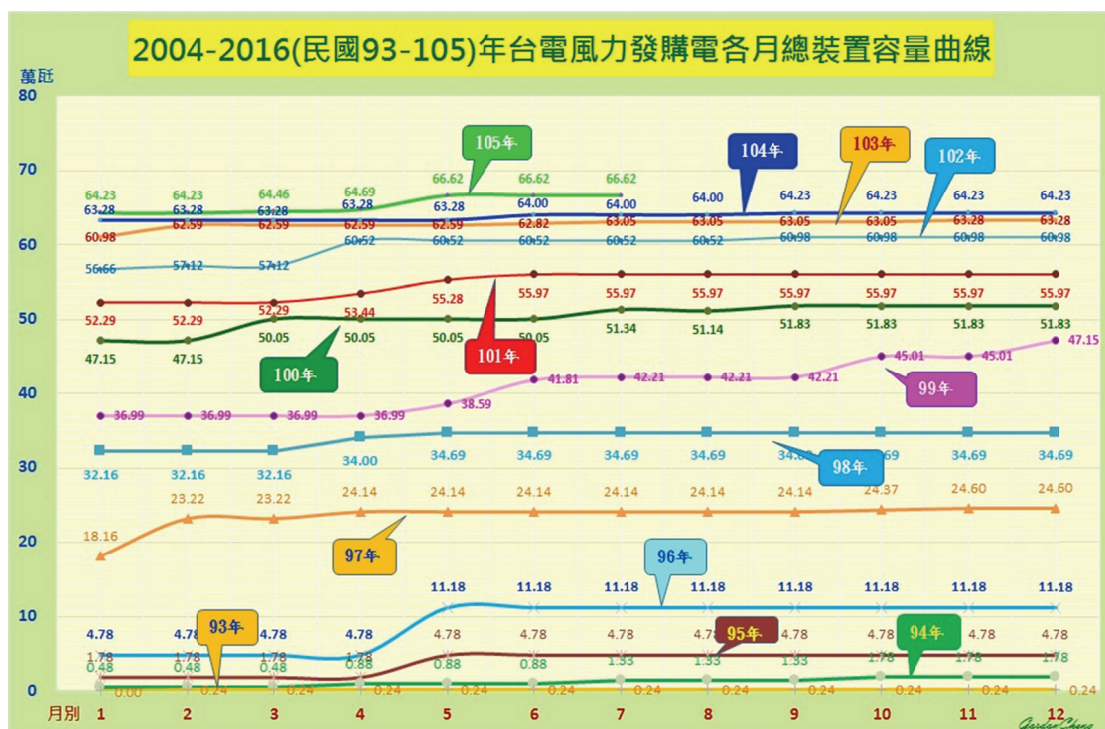 2004-2016(民國93-105)年台電風力發購電各月總裝置容量曲線
萬瓩
80
70
60
50
40
30
20
10
0
105年
104年
103年
102年
64.23 64.23 64.46 64.69 66.62 66.62 66.62
63.28 63.28 63.28 63.28 63.28 64.00 64.00 64.00 64.23 64.23 64.23 64.23
60.98 62.59 62.59 62.59 62.59 62.82 63.05 63.05 63.05 63.05 63.28 63.28
56.66 57.12 57.12 60.52 60.52 60.52 60.52 60.52 60.98 60.98 60.98 60.98
101年
52.29 52.29 52.29 53.44 55.28 55.97 55.97 55.97 55.97 55.97 55.97 55.97
100年
47.15 47.15 50.05 50.05 50.05 50.05 51.34 51.14 51.83 51.83 51.83 51.83
99年
36.99 36.99 36.99 36.99 38.59 41.81 42.21 42.21 42.21 45.01 45.01 47.15
98年
32.16 32.16 32.16 34.00 34.69 34.69 34.69 34.69 34.69 34.69 34.69
97年
18.16 23.22 23.22 24.14 24.14 24.14 24.14 24.14 24.14 24.37 24.60 24.60
96年
4.78 4.78 4.78 4.78 11.18 11.18 11.18 11.18 11.18 11.18 11.18 11.18
95年
1.78 1.78 1.78 1.78 4.78 4.78 4.78 4.78 4.78 4.78 4.78 4.78
94年
0.48 0.48 0.48 0.88 0.88 0.88 1.33 1.33 1.33 1.78 1.78 1.78
93年
0.00 0.24 0.24 0.24 0.24 0.24 0.24 0.24 0.24 0.24 0.24 0.24
月別 1 2 3 4 5 6 7 8 9 10 11 12